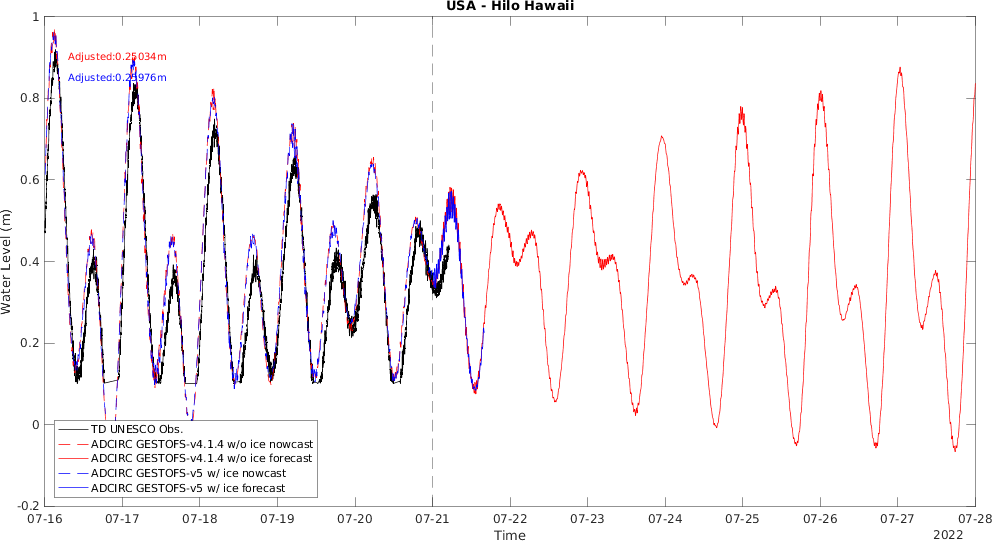 USA - Hilo Hawaii
Adjusted:0.25034m
Adjusted:0.25976m
Water Level (m)
1
0.8
0.6
0.4
0.2
0
-0.2
TD UNESCO Obs.
ADCIRC GESTOFS-v4.1.4 w/o ice nowcast
ADCIRC GESTOFS-v4.1.4 w/o ice forecast
ADCIRC GESTOFS-v5 w/ ice nowcast
ADCIRC GESTOFS-v5 w/ ice forecast
07-16 07-17 07-18 07-19 07-20 07-21 07-22 07-23 07-24 07-25 07-26 07-27 07-28
Time
2022